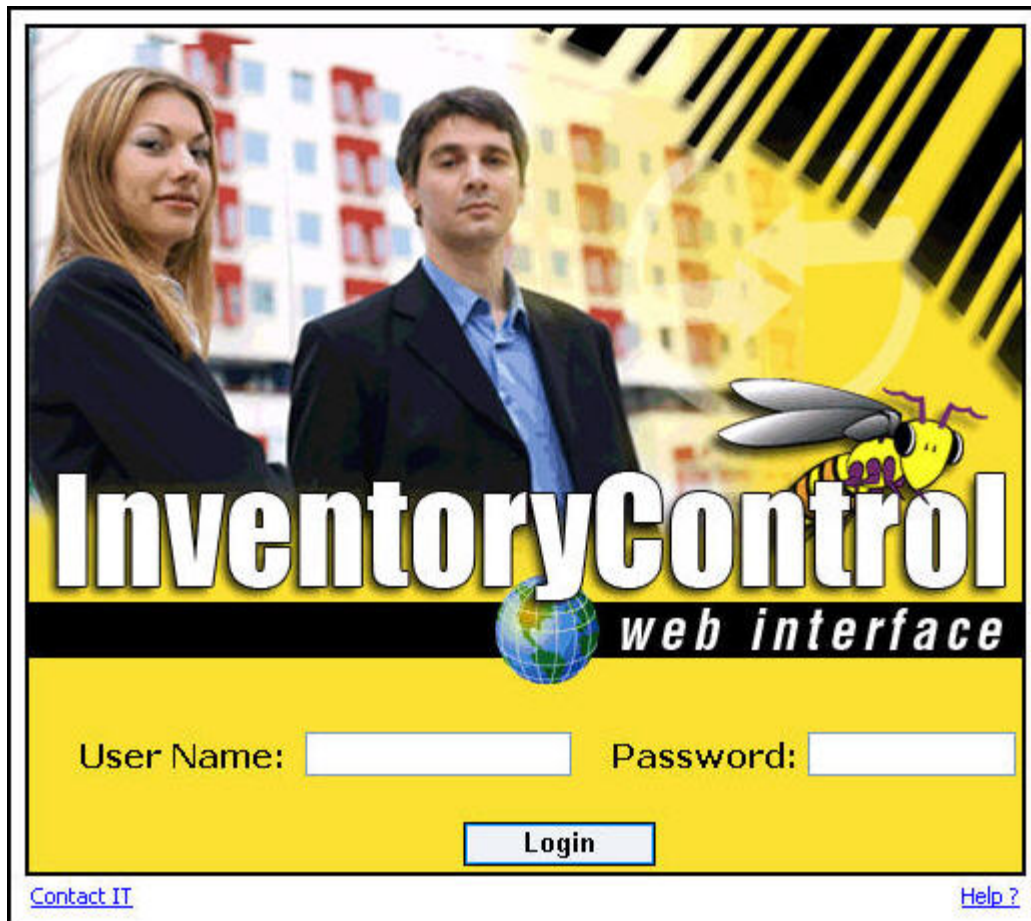 InventoryControl
web interface
User Name: Password:
Login
Contact IT Help ?